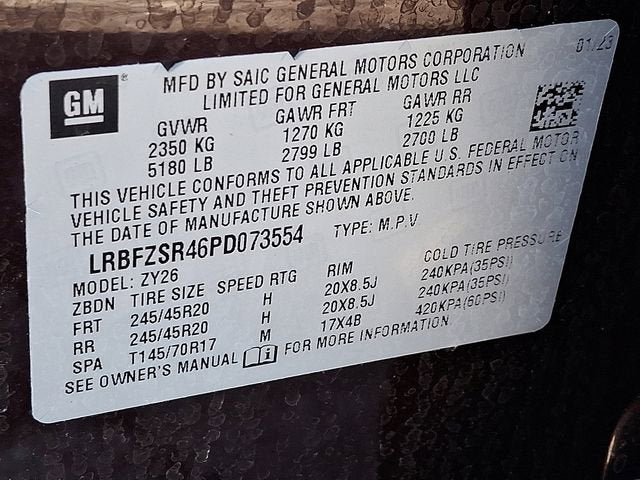 GM ®
MFD BY SAIC GENERAL MOTORS CORPORATION 01/23
LIMITED FOR GENERAL MOTORS LLC
GVWR GAWR FRT GAWR RR
2350 KG 1270 KG 1225 KG
5180 LB 2799 LB 2700 LB
THIS VEHICLE CONFORMS TO ALL APPLICABLE U.S. FEDERAL MOTOR
VEHICLE SAFETY AND THEFT PREVENTION STANDARDS IN EFFECT ON
THE DATE OF MANUFACTURE SHOWN ABOVE.
LRBFZSR46PD073554 TYPE: M.P.V
MODEL: ZY26
ZBDN TIRE SIZE SPEED RTG RIM COLD TIRE PRESSURE
FRT 245/45R20 H 20X8.5J 240KPA(35PSI)
RR 245/45R20 H 20X8.5J 240KPA(35PSI)
SPA T145/70R17 M 17X4B 420KPA(60PSI)
SEE OWNER'S MANUAL i FOR MORE INFORMATION